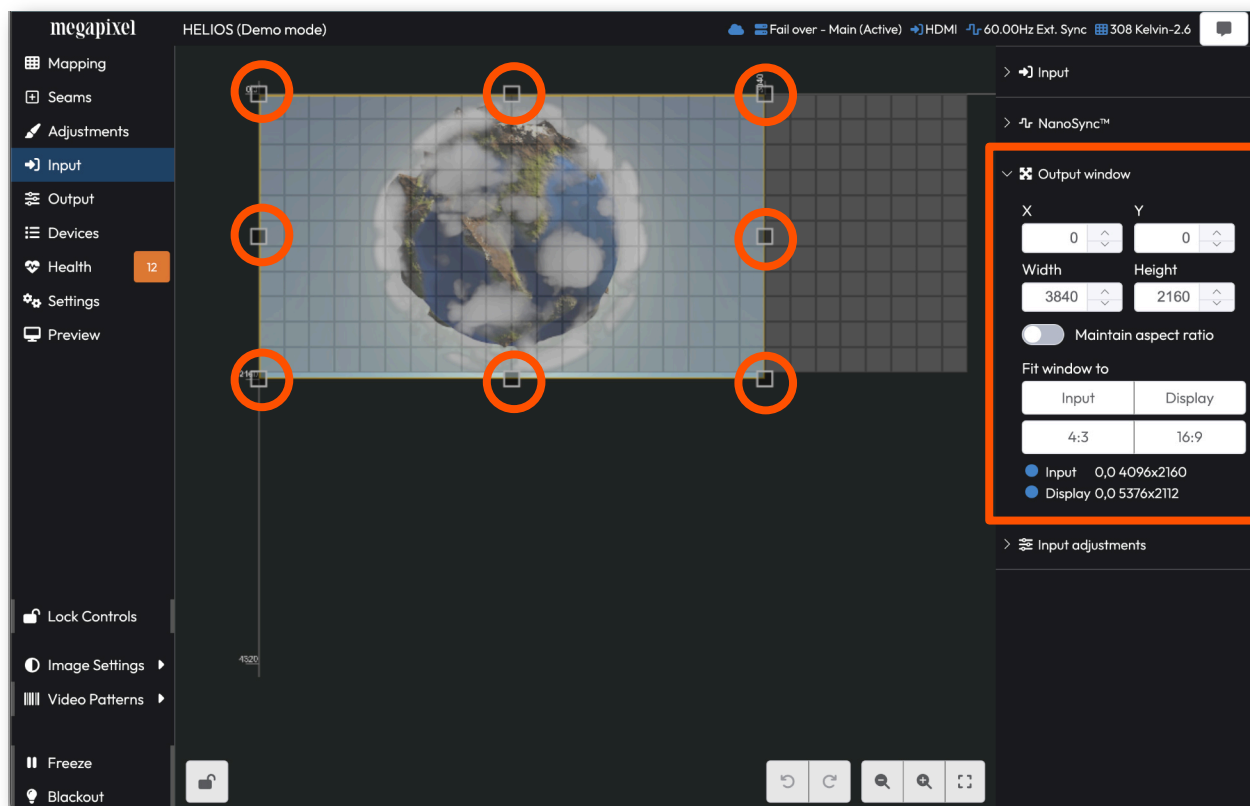 megapixel
HELIOS (Demo mode)
Fail over - Main (Active)
HDMI
60.00Hz Ext. Sync
308 Kelvin-2.6
Mapping
Seams
Adjustments
Input
Output
Devices
Health 12
Settings
Preview
Lock Controls
Image Settings
Video Patterns
Freeze
Blackout
2160
4320
Input
NanoSync™
Output window
X Y
0 0
Width Height
3840 2160
Maintain aspect ratio
Fit window to
Input Display
4:3 16:9
Input 0,0 4096x2160
Display 0,0 5376x2112
Input adjustments